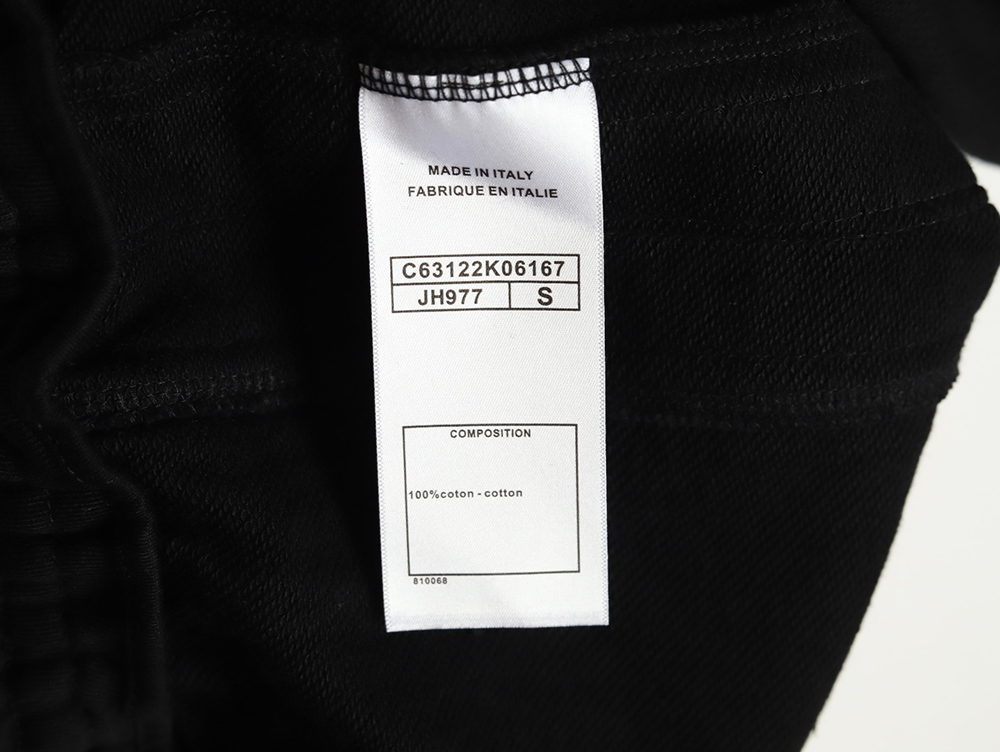 MADE IN ITALY
FABRIQUE EN ITALIE
C63122K06167
JH977 S
COMPOSITION
100%coton - cotton
810068